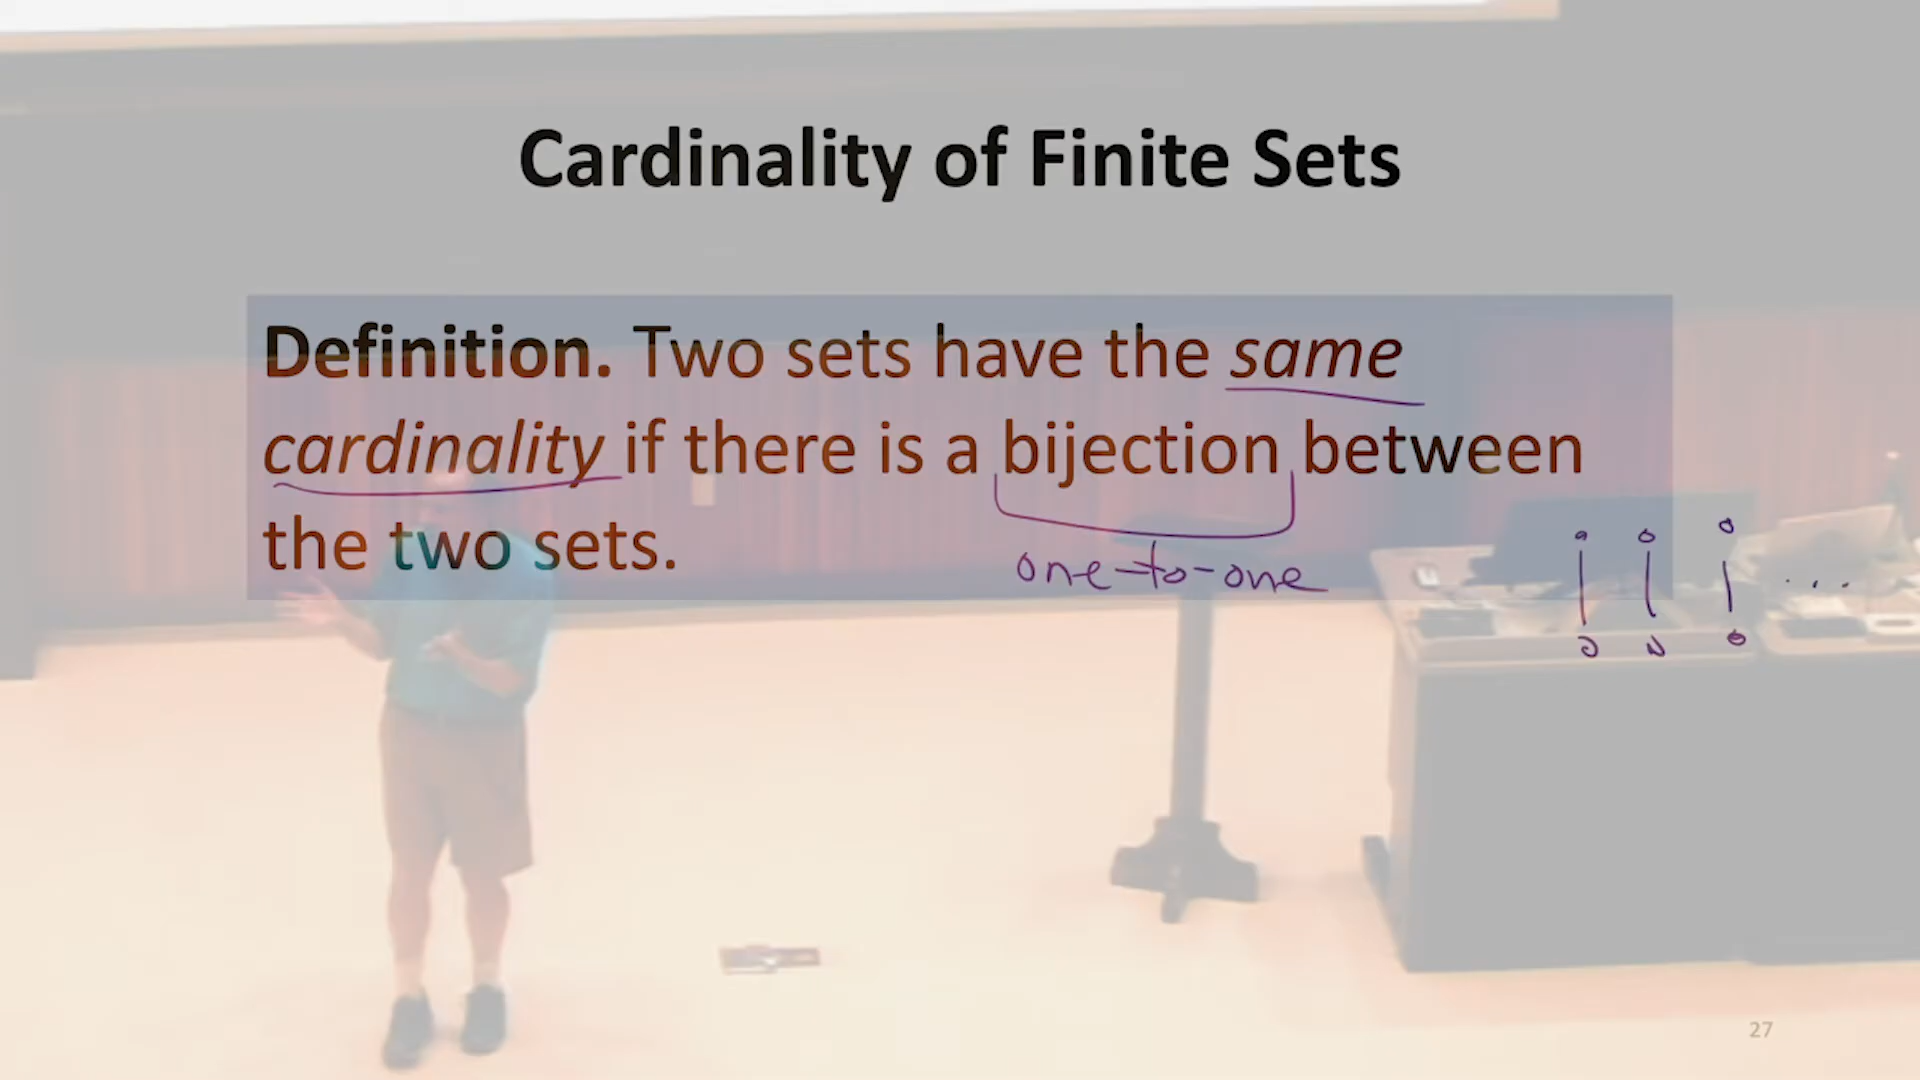 Cardinality of Finite Sets
Definition. Two sets have the same
cardinality if there is a bijection between
the two sets.
one-to-one
...
27